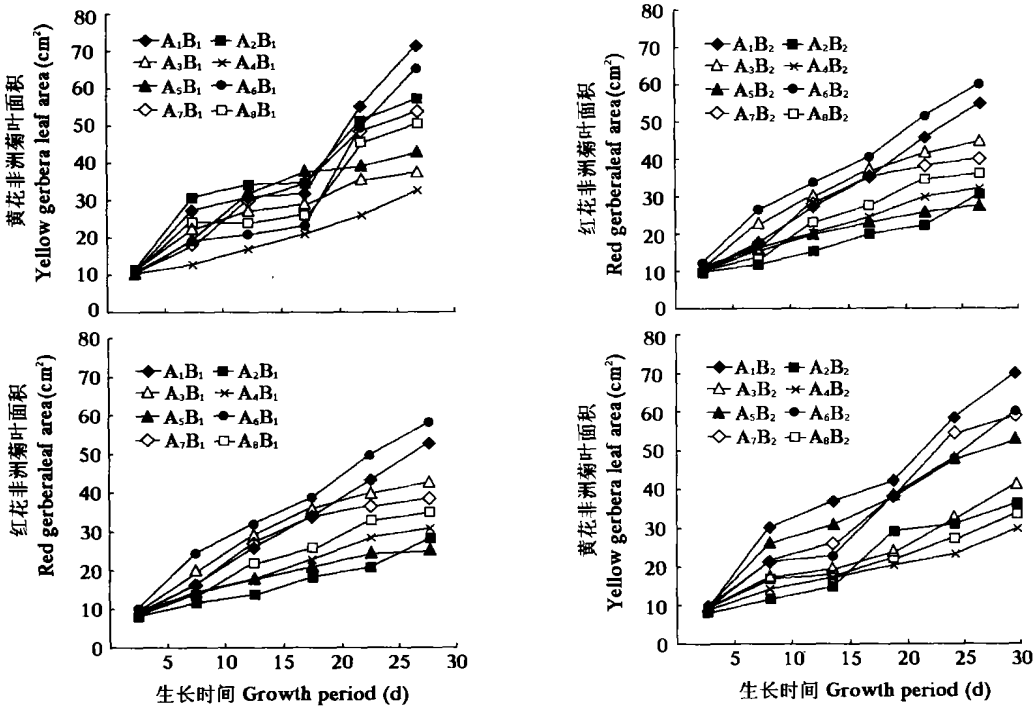 黄花非洲菊叶面积
Yellow gerbera leaf area (cm²)
80
70
60
50
40
30
20
10
0
A₁B₁ A₂B₁
A₃B₁ A₄B₁
A₅B₁ A₆B₁
A₇B₁ A₈B₁
红花非洲菊叶面积
Red gerberaleaf area(cm²)
80
70
60
50
40
30
20
10
0
A₁B₂ A₂B₂
A₃B₂ A₄B₂
A₅B₂ A₆B₂
A₇B₂ A₈B₂
红花非洲菊叶面积
Red gerberaleaf area(cm²)
80
70
60
50
40
30
20
10
0
A₁B₁ A₂B₁
A₃B₁ A₄B₁
A₅B₁ A₆B₁
A₇B₁ A₈B₁
5 10 15 20 25 30
生长时间 Growth period (d)
黄花非洲菊叶面积
Yellow gerbera leaf area (cm²)
80
70
60
50
40
30
20
10
0
A₁B₂ A₂B₂
A₃B₂ A₄B₂
A₅B₂ A₆B₂
A₇B₂ A₈B₂
5 10 15 20 25 30
生长时间 Growth period (d)